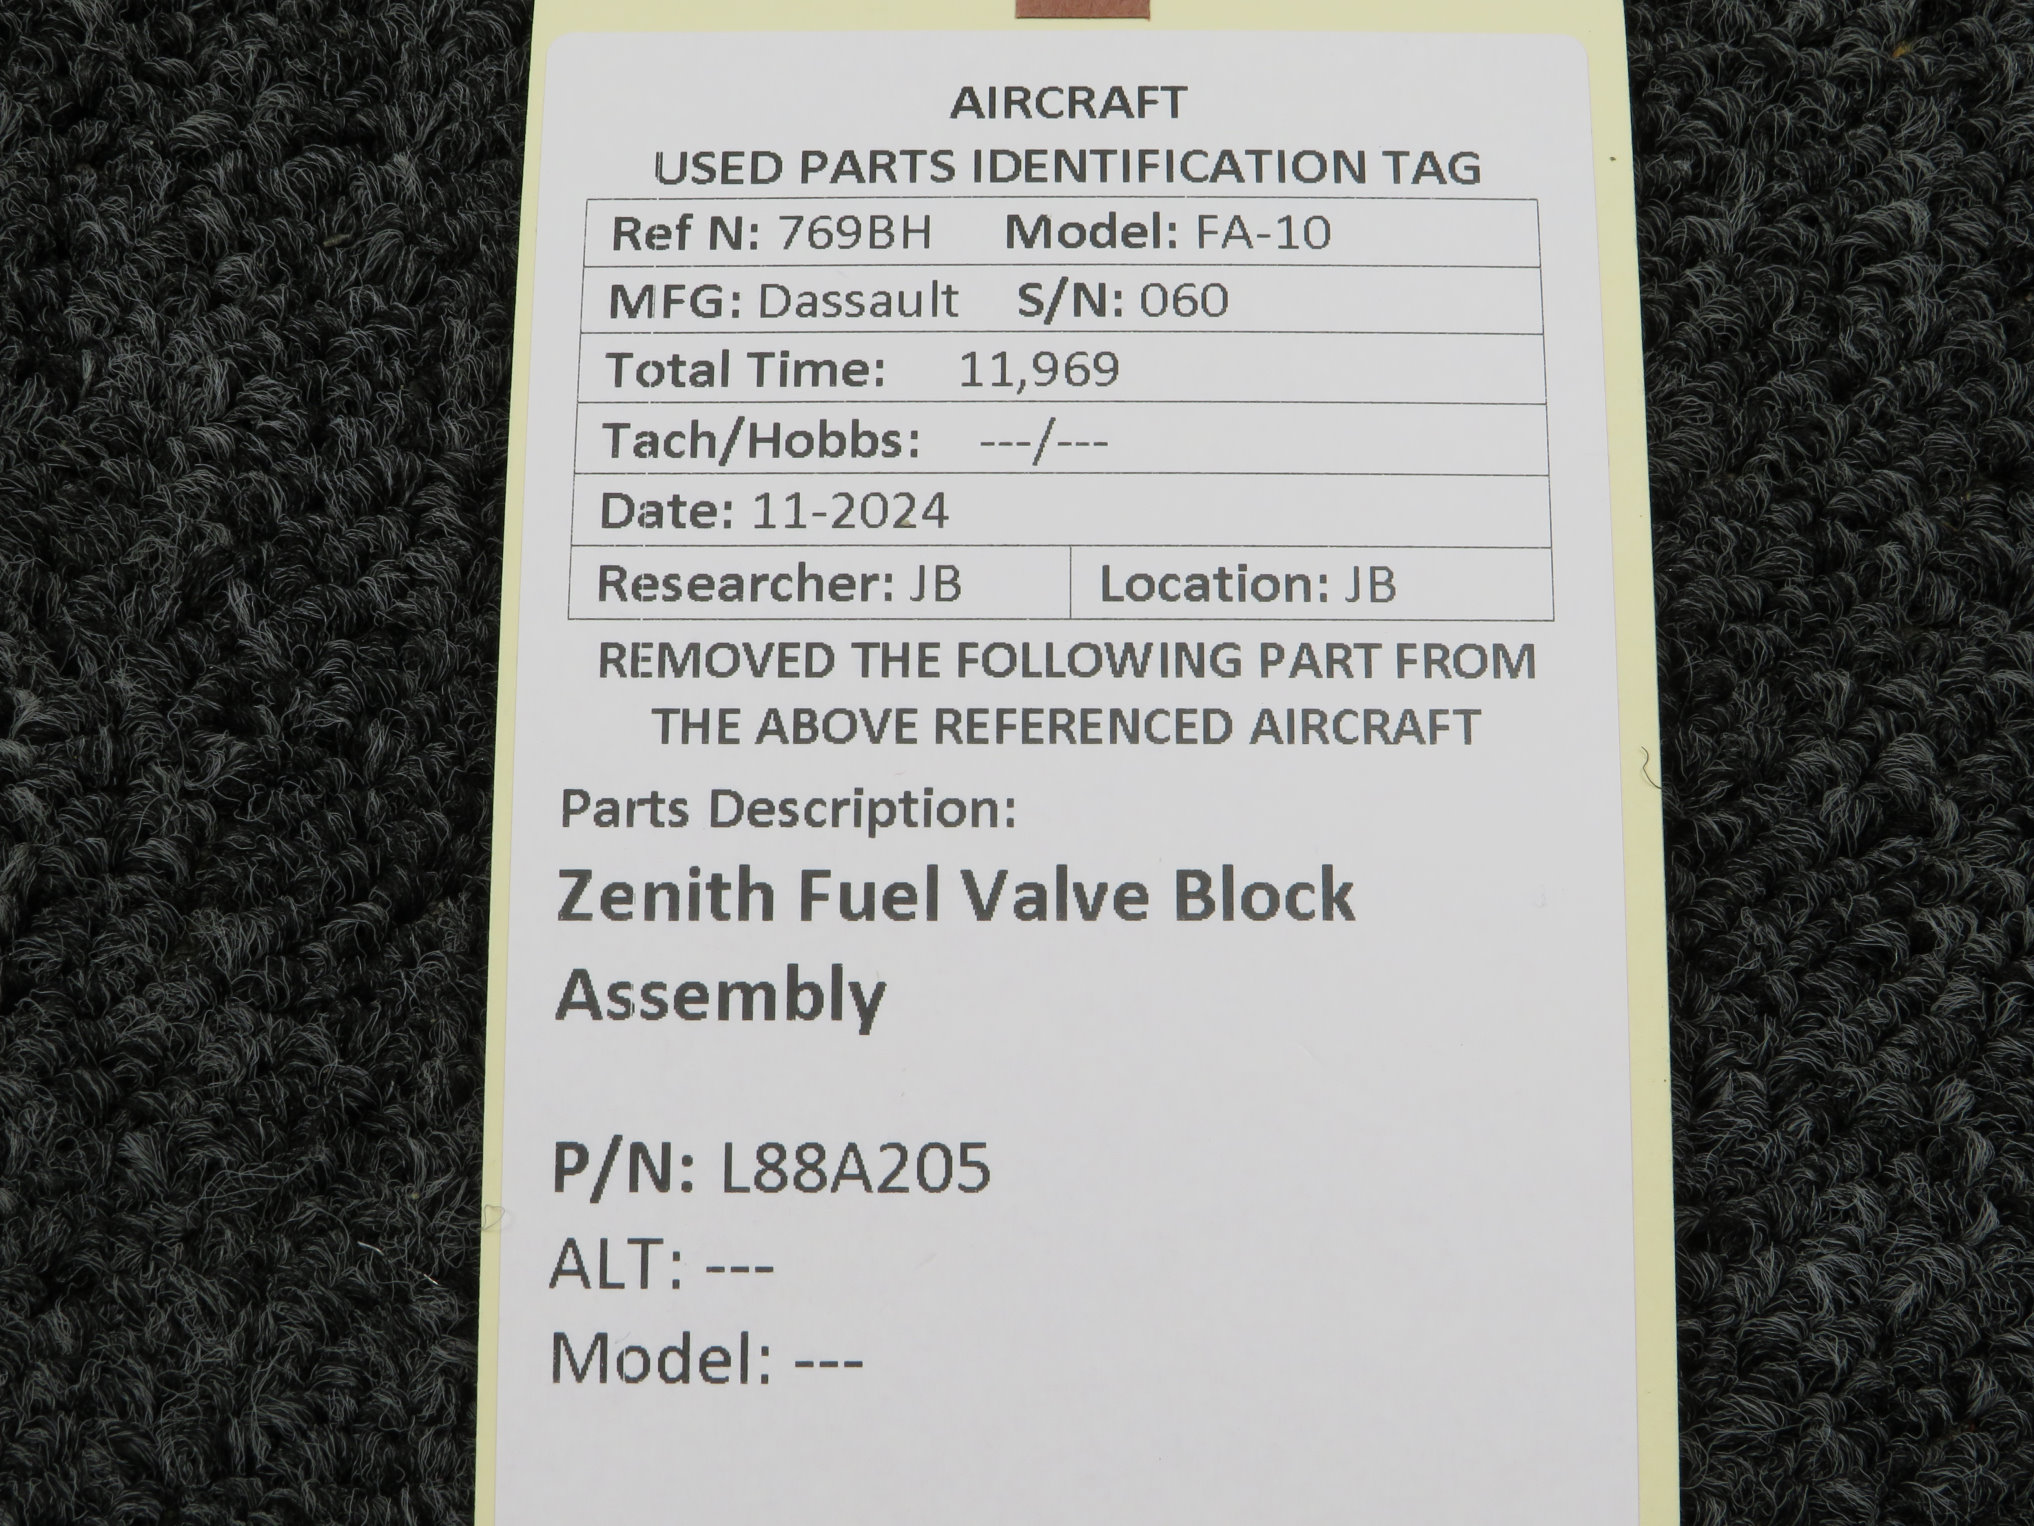 AIRCRAFT
USED PARTS IDENTIFICATION TAG
Ref N: 769BH Model: FA-10
MFG: Dassault S/N: 060
Total Time: 11,969
Tach/Hobbs: ---/---
Date: 11-2024
Researcher: JB Location: JB
REMOVED THE FOLLOWING PART FROM
THE ABOVE REFERENCED AIRCRAFT
Parts Description:
Zenith Fuel Valve Block
Assembly
P/N: L88A205
ALT: ---
Model: ---